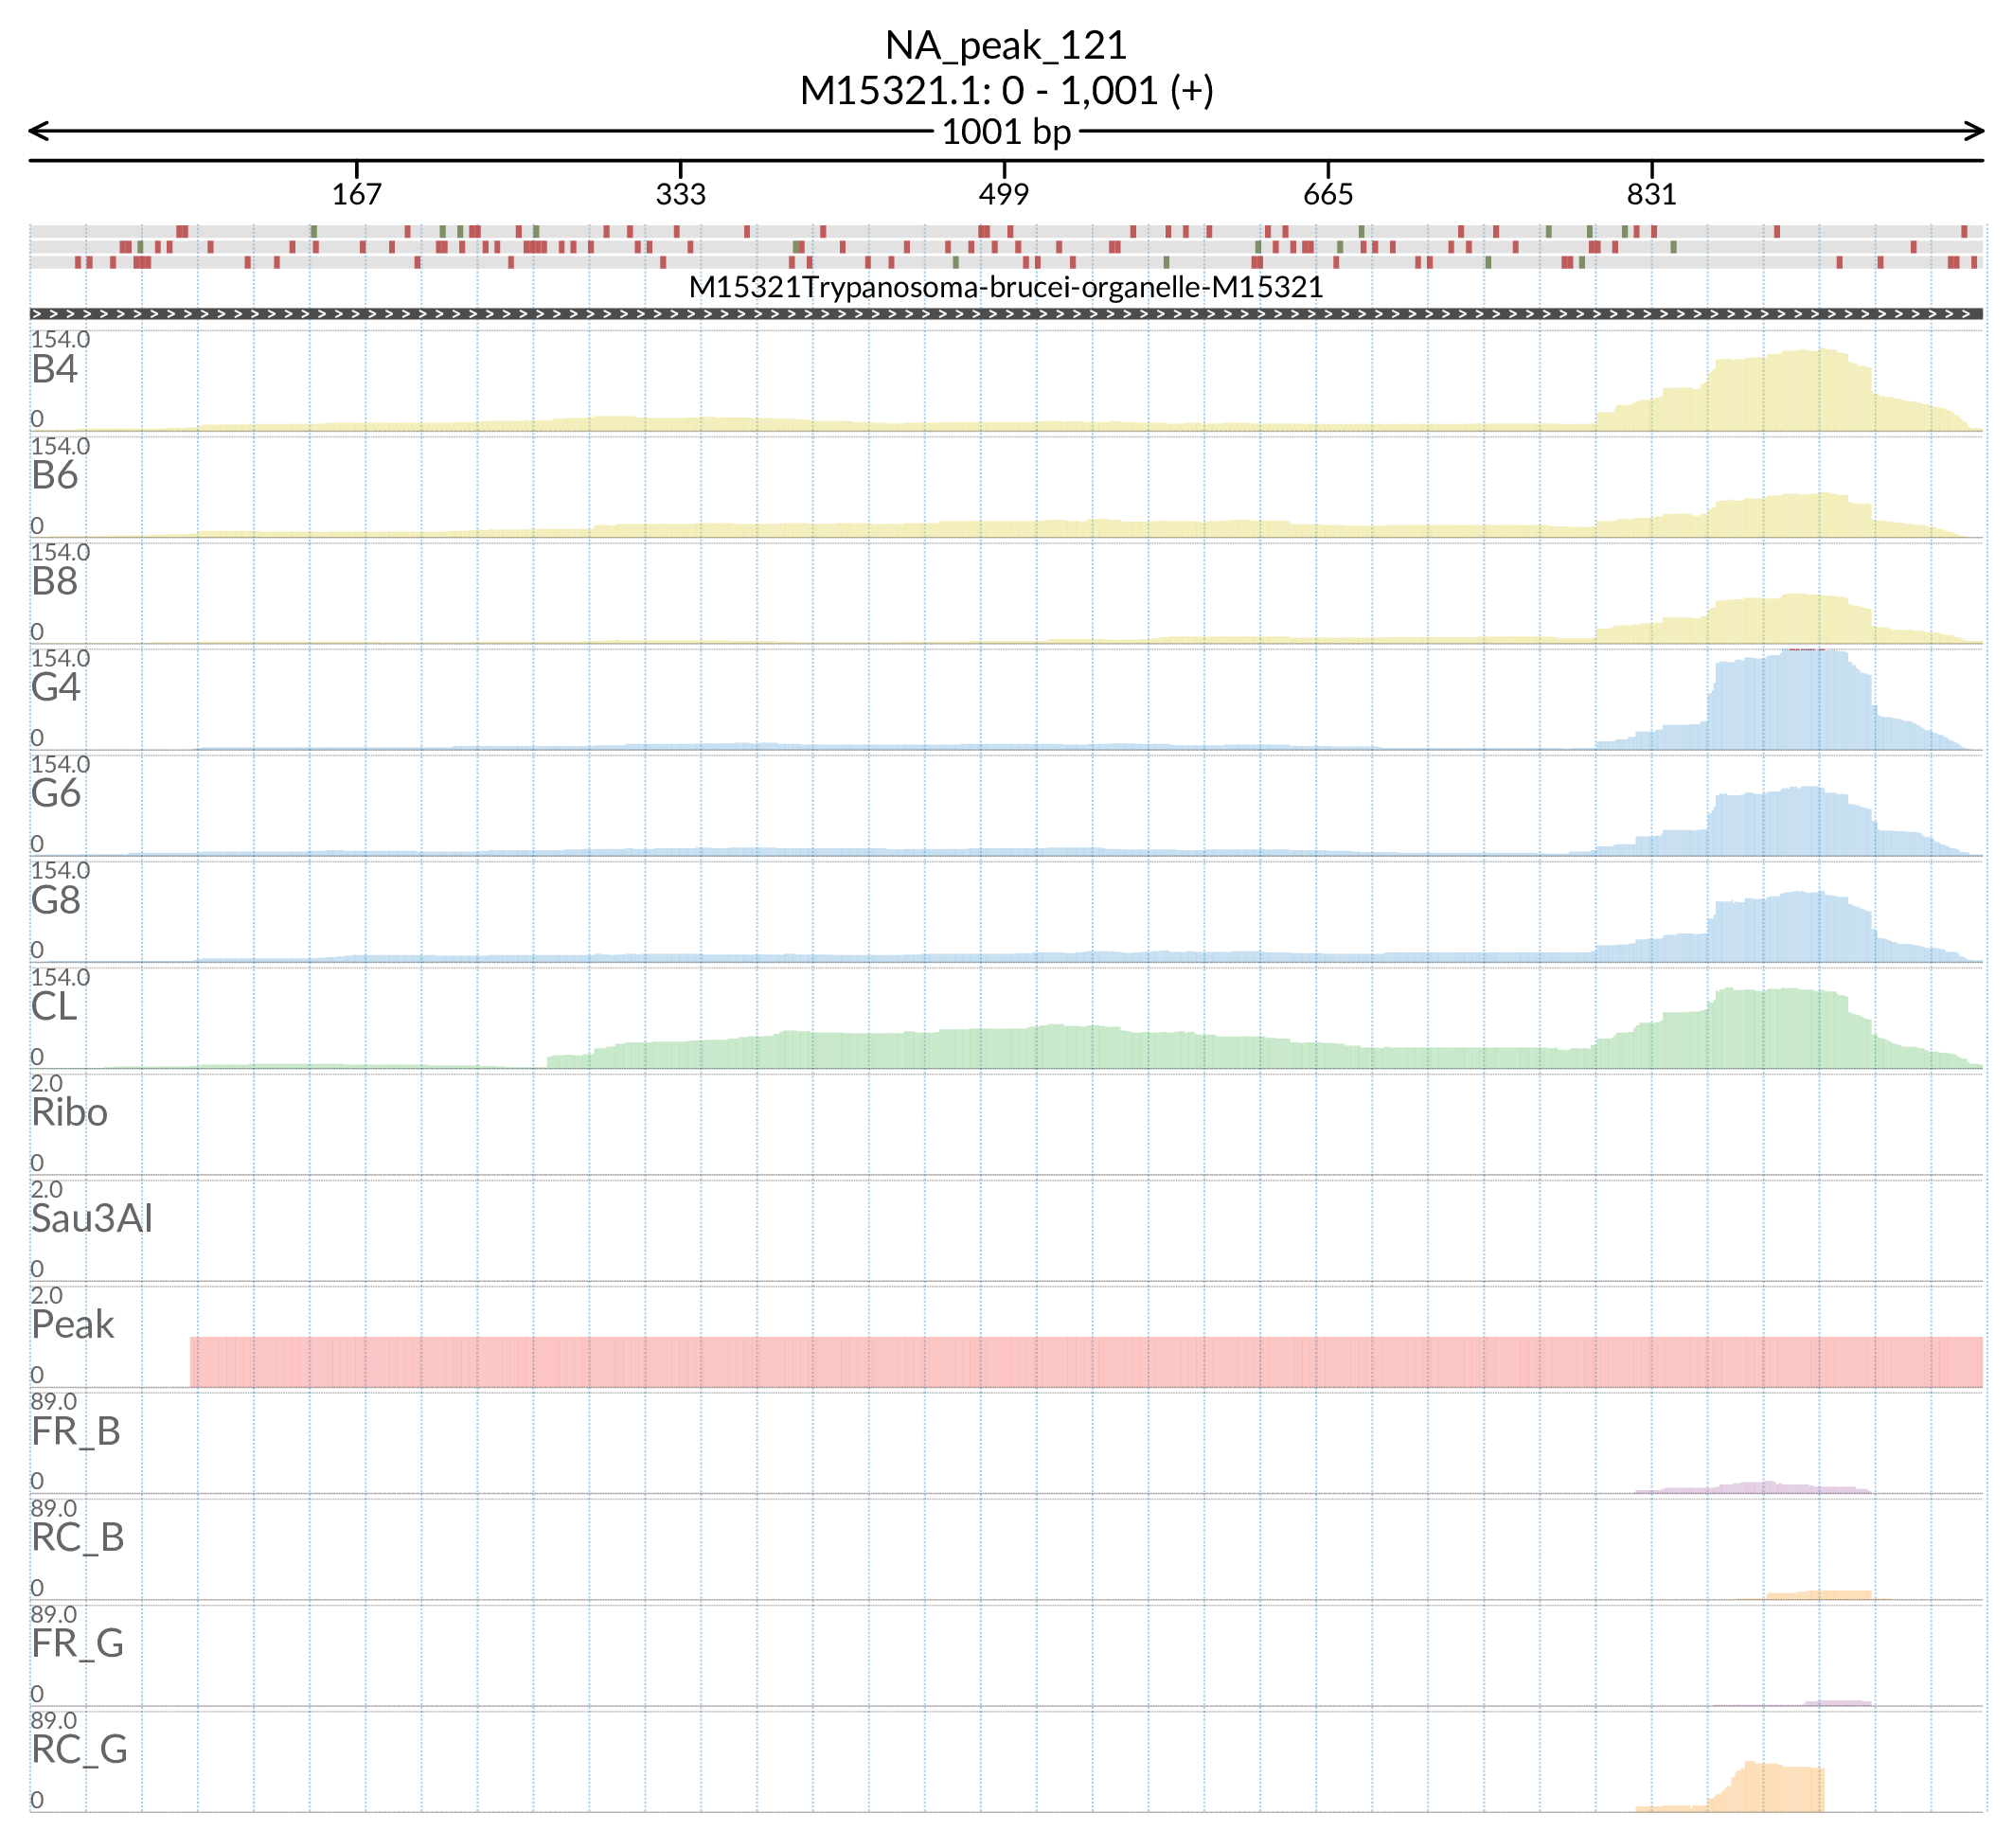 NA_peak_121
M15321.1: 0 - 1,001 (+)
1001 bp
167 333 499 665 831
M15321Trypanosoma-brucei-organelle-M15321
154.0
B4
0
154.0
B6
0
154.0
B8
0
154.0
G4
0
154.0
G6
0
154.0
G8
0
154.0
CL
0
2.0
Ribo
0
2.0
Sau3AI
0
2.0
Peak
0
89.0
FR_B
0
89.0
RC_B
0
89.0
FR_G
0
89.0
RC_G
0